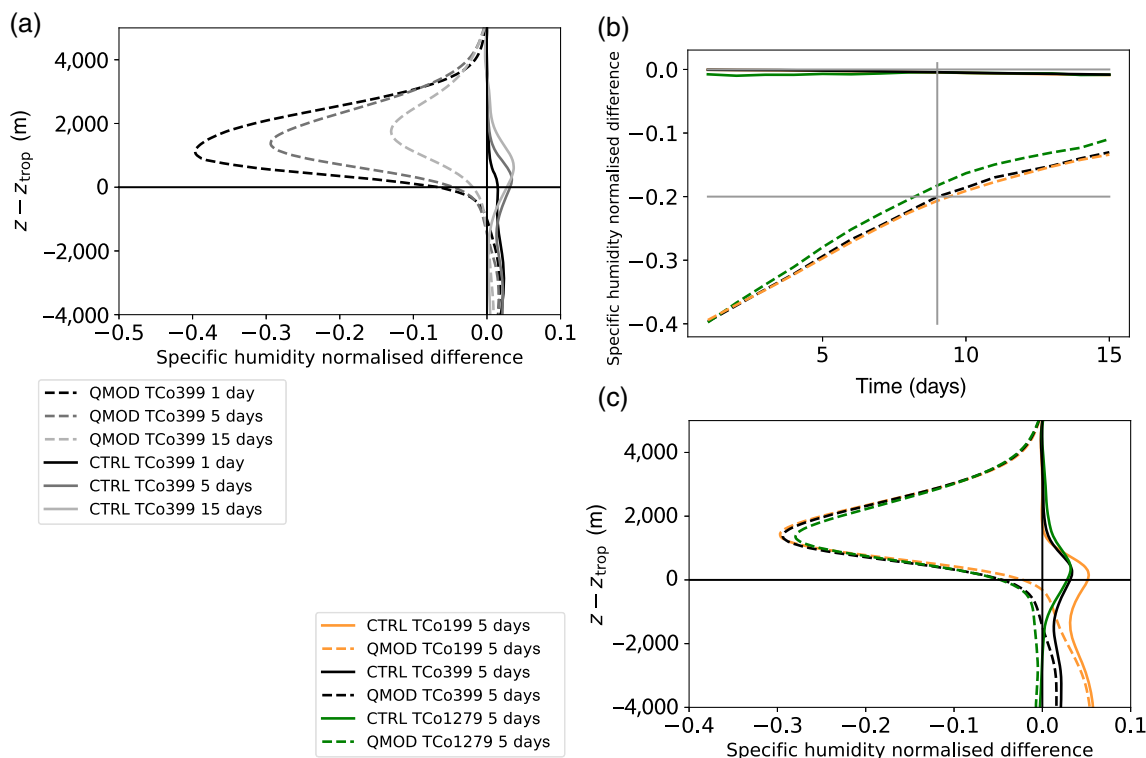 (a)
4,000
2,000
0
−2,000
−4,000
z − z_trop (m)
−0.5
−0.4
−0.3
−0.2
−0.1
0.0
0.1
Specific humidity normalised difference
QMOD TCo399 1 day
QMOD TCo399 5 days
QMOD TCo399 15 days
CTRL TCo399 1 day
CTRL TCo399 5 days
CTRL TCo399 15 days
(b)
Specific humidity normalised difference
0.0
−0.1
−0.2
−0.3
−0.4
5
10
15
Time (days)
(c)
4,000
2,000
0
−2,000
−4,000
z − z_trop (m)
−0.4
−0.3
−0.2
−0.1
0.0
0.1
Specific humidity normalised difference
CTRL TCo199 5 days
QMOD TCo199 5 days
CTRL TCo399 5 days
QMOD TCo399 5 days
CTRL TCo1279 5 days
QMOD TCo1279 5 days